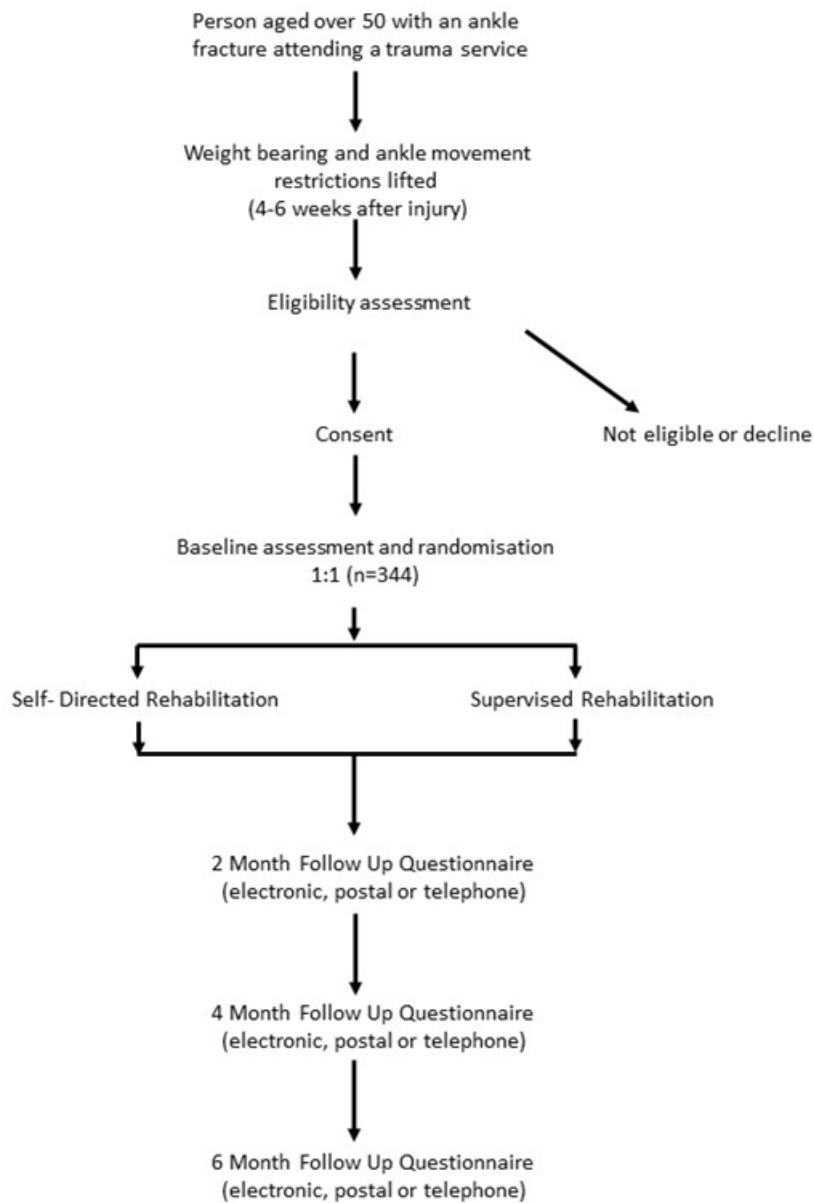 Person aged over 50 with an ankle
fracture attending a trauma service
Weight bearing and ankle movement
restrictions lifted
(4-6 weeks after injury)
Eligibility assessment
Consent
Not eligible or decline
Baseline assessment and randomisation
1:1 (n=344)
Self- Directed Rehabilitation
Supervised Rehabilitation
2 Month Follow Up Questionnaire
(electronic, postal or telephone)
4 Month Follow Up Questionnaire
(electronic, postal or telephone)
6 Month Follow Up Questionnaire
(electronic, postal or telephone)